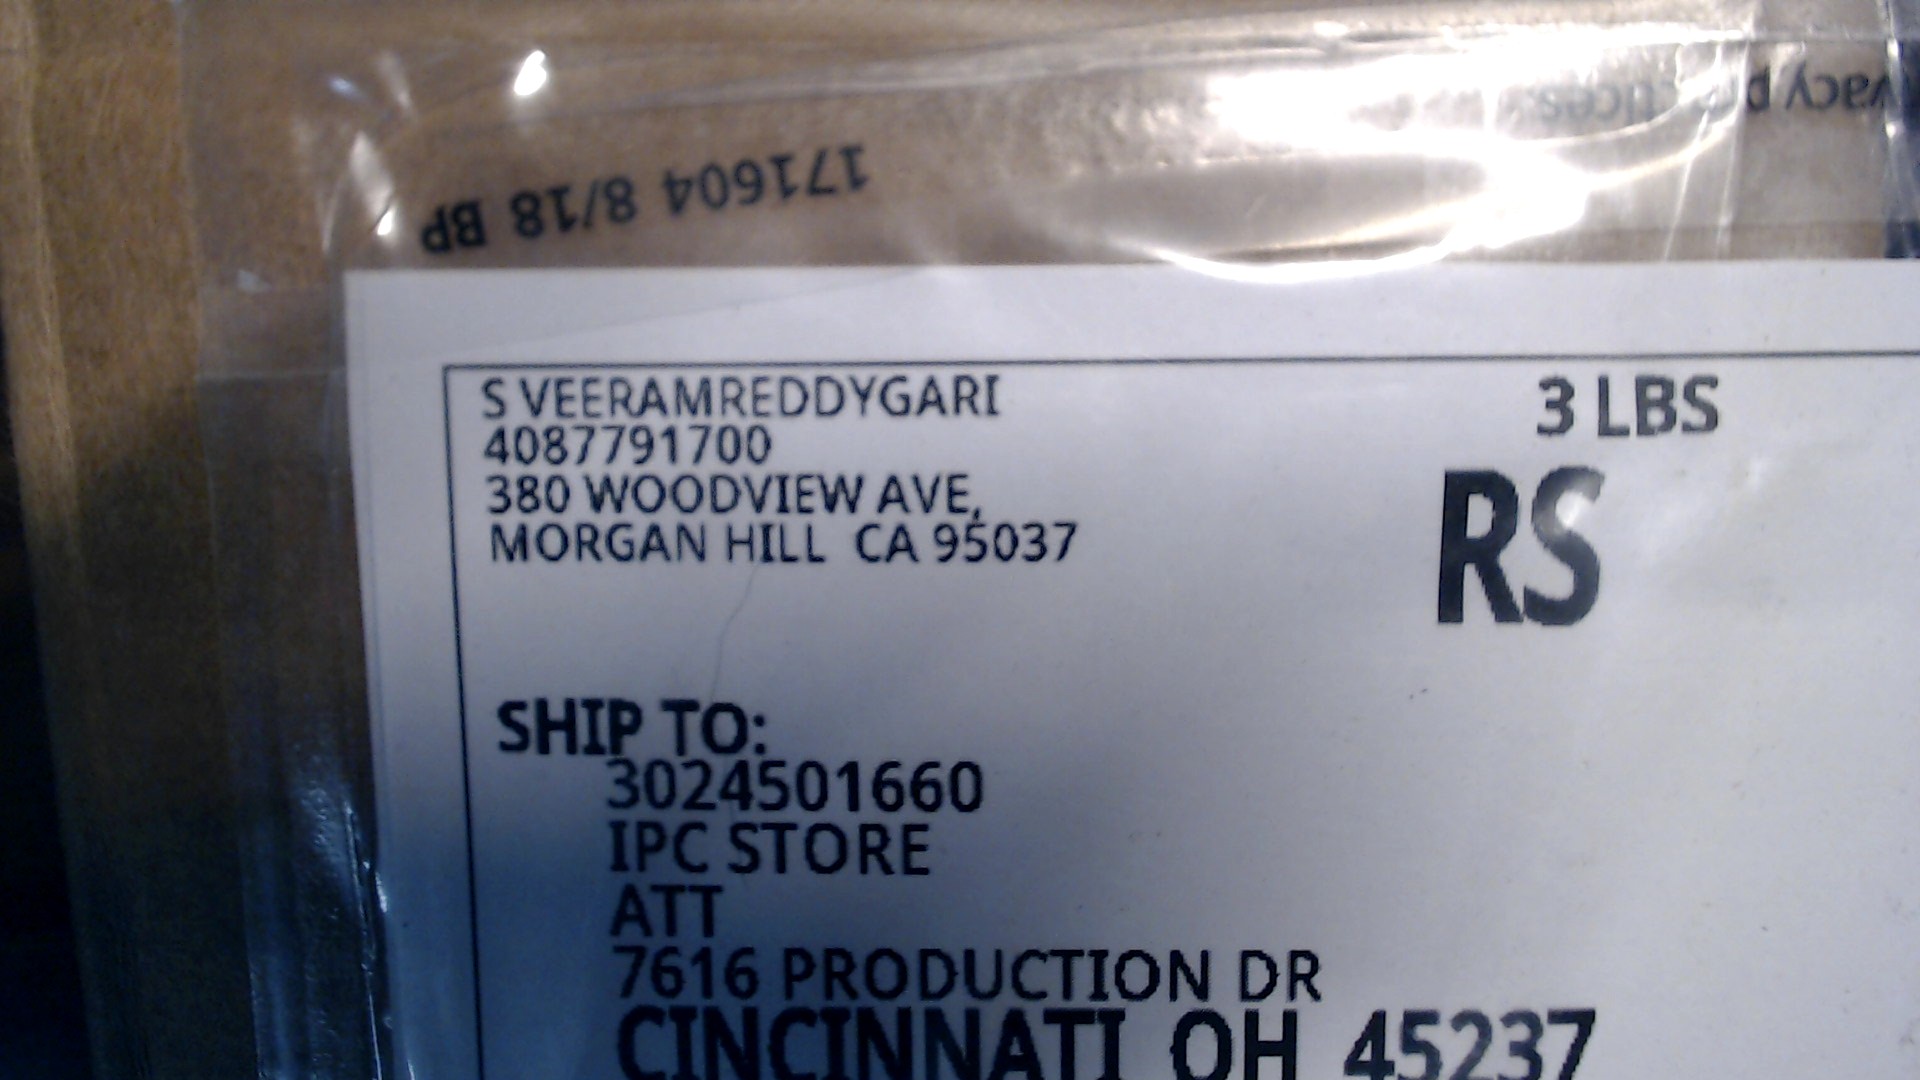 171604 8/18 BP
S VEERAMREDDYGARI
4087791700
380 WOODVIEW AVE,
MORGAN HILL  CA 95037
3 LBS
RS
SHIP TO:
3024501660
IPC STORE
ATT
7616 PRODUCTION DR
CINCINNATI  OH  45237